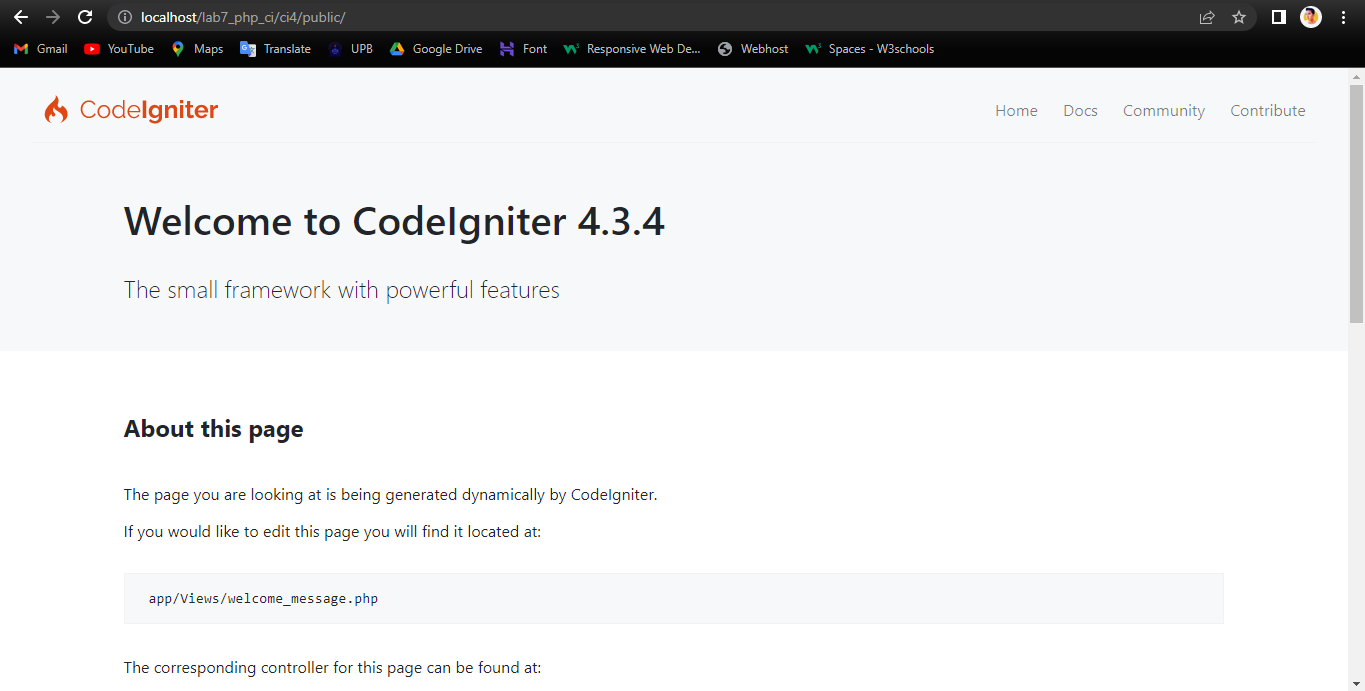 localhost/lab7_php_ci/ci4/public/
Gmail YouTube Maps Translate UPB Google Drive Font Responsive Web De... Webhost Spaces - W3schools
CodeIgniter Home Docs Community Contribute
Welcome to CodeIgniter 4.3.4
The small framework with powerful features
About this page
The page you are looking at is being generated dynamically by CodeIgniter.
If you would like to edit this page you will find it located at:
app/Views/welcome_message.php
The corresponding controller for this page can be found at: